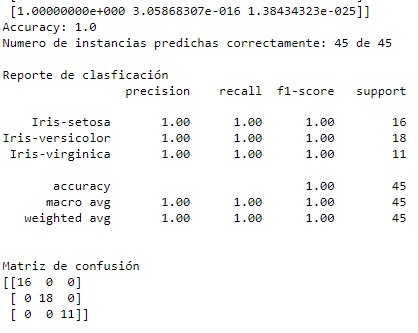 [1.00000000e+000 3.05868307e-016 1.38434323e-025]]
Accuracy: 1.0
Numero de instancias predichas correctamente: 45 de 45
Reporte de clasficación
precision recall f1-score support
Iris-setosa 1.00 1.00 1.00 16
Iris-versicolor 1.00 1.00 1.00 18
Iris-virginica 1.00 1.00 1.00 11
accuracy 1.00 45
macro avg 1.00 1.00 1.00 45
weighted avg 1.00 1.00 1.00 45
Matriz de confusión
[[16 0 0]
[ 0 18 0]
[ 0 0 11]]